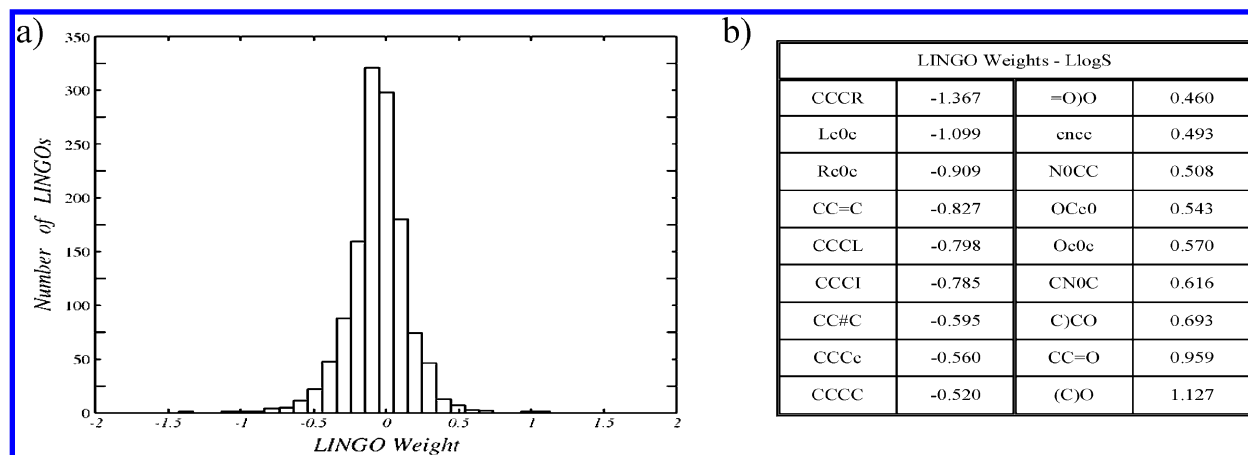 a)
350
300
250
200
150
100
50
0
Number of LINGOs
-2 -1.5 -1 -0.5 0 0.5 1 1.5 2
LINGO Weight
b)
LINGO Weights - LlogS
CCCR -1.367 =O)O 0.460
Lc0c -1.099 cncc 0.493
Rc0c -0.909 N0CC 0.508
CC=C -0.827 OCc0 0.543
CCCL -0.798 Oc0c 0.570
CCCI -0.785 CN0C 0.616
CC#C -0.595 C)CO 0.693
CCCc -0.560 CC=O 0.959
CCCC -0.520 (C)O 1.127